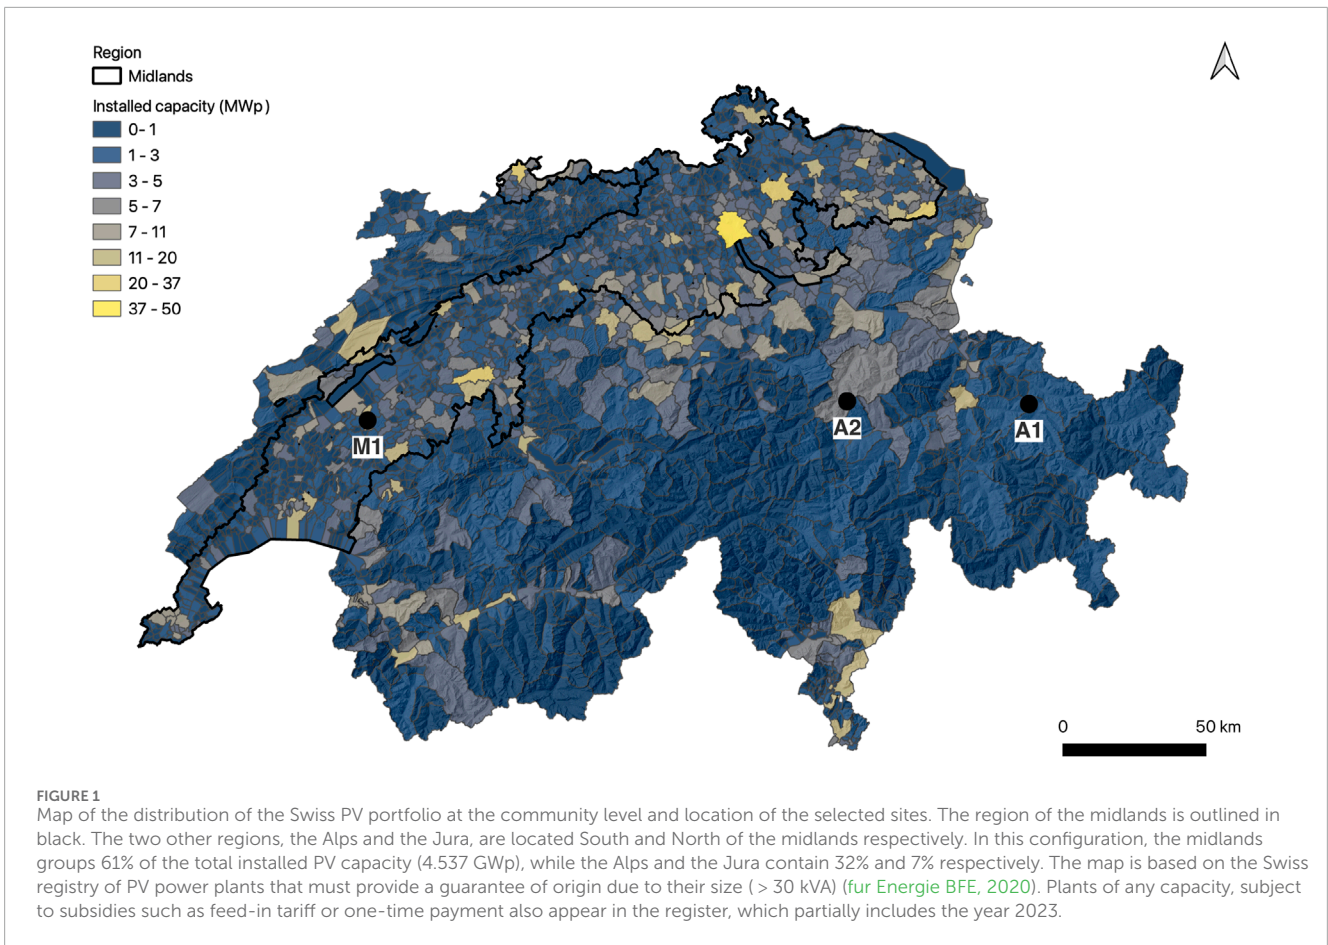 Region
Midlands
Installed capacity (MWp)
0 - 1
1 - 3
3 - 5
5 - 7
7 - 11
11 - 20
20 - 37
37 - 50
M1
A2
A1
0 50 km
FIGURE 1
Map of the distribution of the Swiss PV portfolio at the community level and location of the selected sites. The region of the midlands is outlined in
black. The two other regions, the Alps and the Jura, are located South and North of the midlands respectively. In this configuration, the midlands
groups 61% of the total installed PV capacity (4.537 GWp), while the Alps and the Jura contain 32% and 7% respectively. The map is based on the Swiss
registry of PV power plants that must provide a guarantee of origin due to their size ( > 30 kVA) (fur Energie BFE, 2020). Plants of any capacity, subject
to subsidies such as feed-in tariff or one-time payment also appear in the register, which partially includes the year 2023.